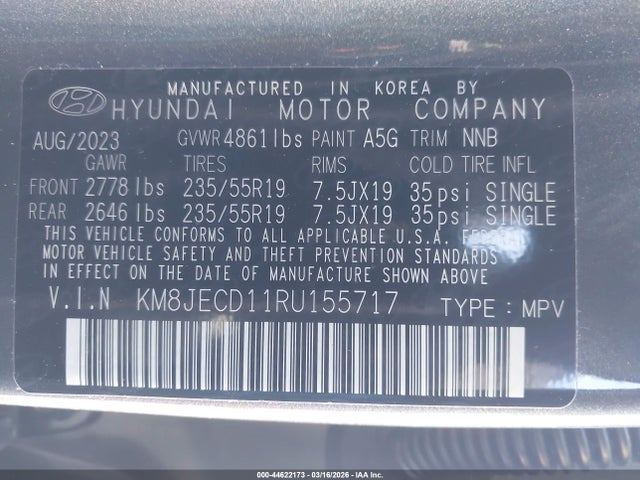 MANUFACTURED IN KOREA BY
HYUNDAI MOTOR COMPANY
AUG/2023 GVWR 4861lbs PAINT A5G TRIM NNB
GAWR TIRES RIMS COLD TIRE INFL
FRONT 2778lbs 235/55R19 7.5JX19 35psi SINGLE
REAR 2646lbs 235/55R19 7.5JX19 35psi SINGLE
THIS VEHICLE CONFORMS TO ALL APPLICABLE U.S.A. FEDERAL
MOTOR VEHICLE SAFETY AND THEFT PREVENTION STANDARDS
IN EFFECT ON THE DATE OF MANUFACTURE SHOWN ABOVE.
V.I.N KM8JECD11RU155717 TYPE : MPV
000-44622173 - 03/16/2026 - IAA Inc.